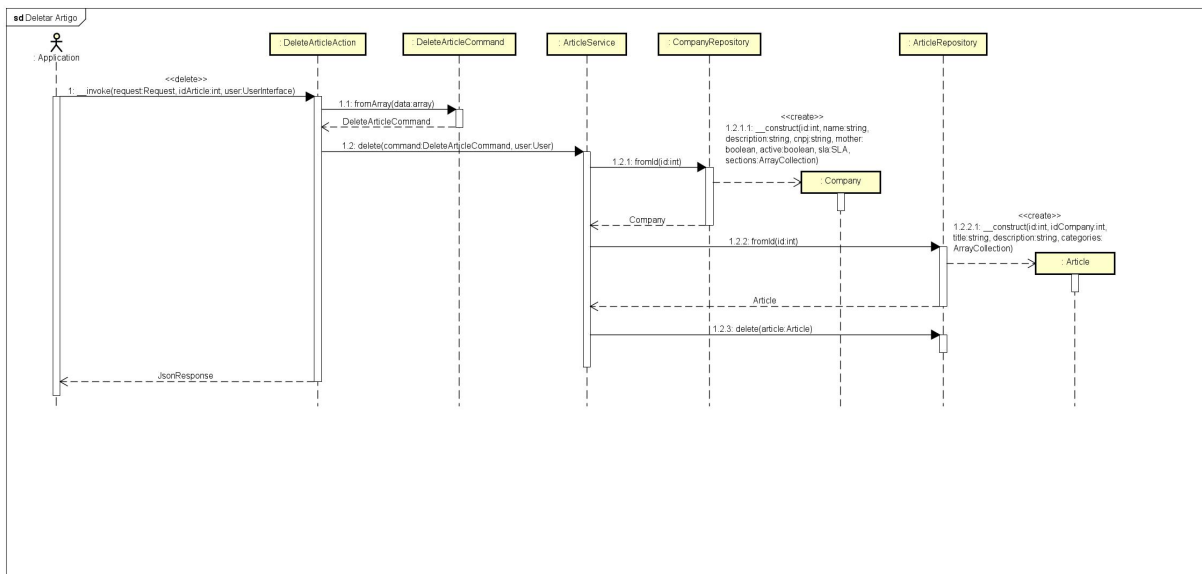 sd Deletar Artigo
: Application
: DeleteArticleAction
: DeleteArticleCommand
: ArticleService
: CompanyRepository
: ArticleRepository
<<delete>>
1: __invoke(request:Request, idArticle:int, user:UserInterface)
1.1: fromArray(data:array)
DeleteArticleCommand
1.2: delete(command:DeleteArticleCommand, user:User)
1.2.1: fromId(id:int)
<<create>>
1.2.1.1: __construct(id:int, name:string,
description:string, cnpj:string, mother:
boolean, active:boolean, sla:SLA,
sections:ArrayCollection)
: Company
Company
1.2.2: fromId(id:int)
<<create>>
1.2.2.1: __construct(id:int, idCompany:int,
title:string, description:string, categories:
ArrayCollection)
: Article
Article
1.2.3: delete(article:Article)
JsonResponse